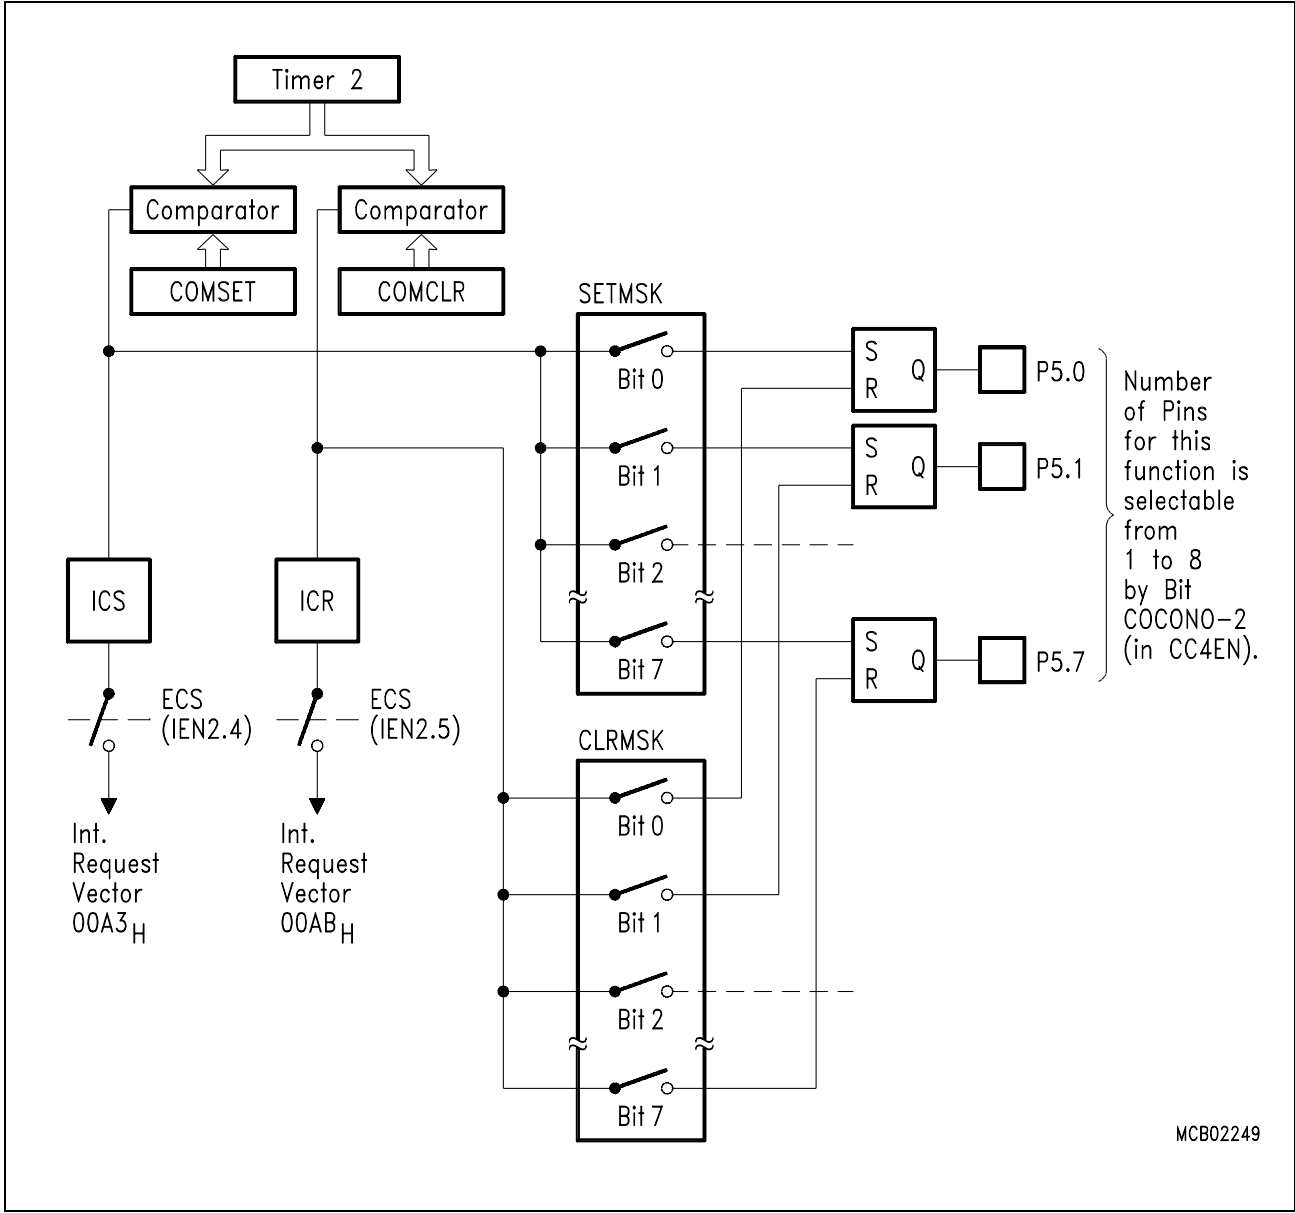 Timer 2
Comparator
Comparator
COMSET
COMCLR
SETMSK
Bit 0
Bit 1
Bit 2
Bit 7
S
R
Q
P5.0
S
R
Q
P5.1
S
R
Q
P5.7
Number
of Pins
for this
function is
selectable
from
1 to 8
by Bit
COCONO-2
(in CC4EN).
ICS
ICR
ECS
(IEN2.4)
ECS
(IEN2.5)
Int.
Request
Vector
00A3H
Int.
Request
Vector
00ABH
CLRMSK
Bit 0
Bit 1
Bit 2
Bit 7
MCB02249